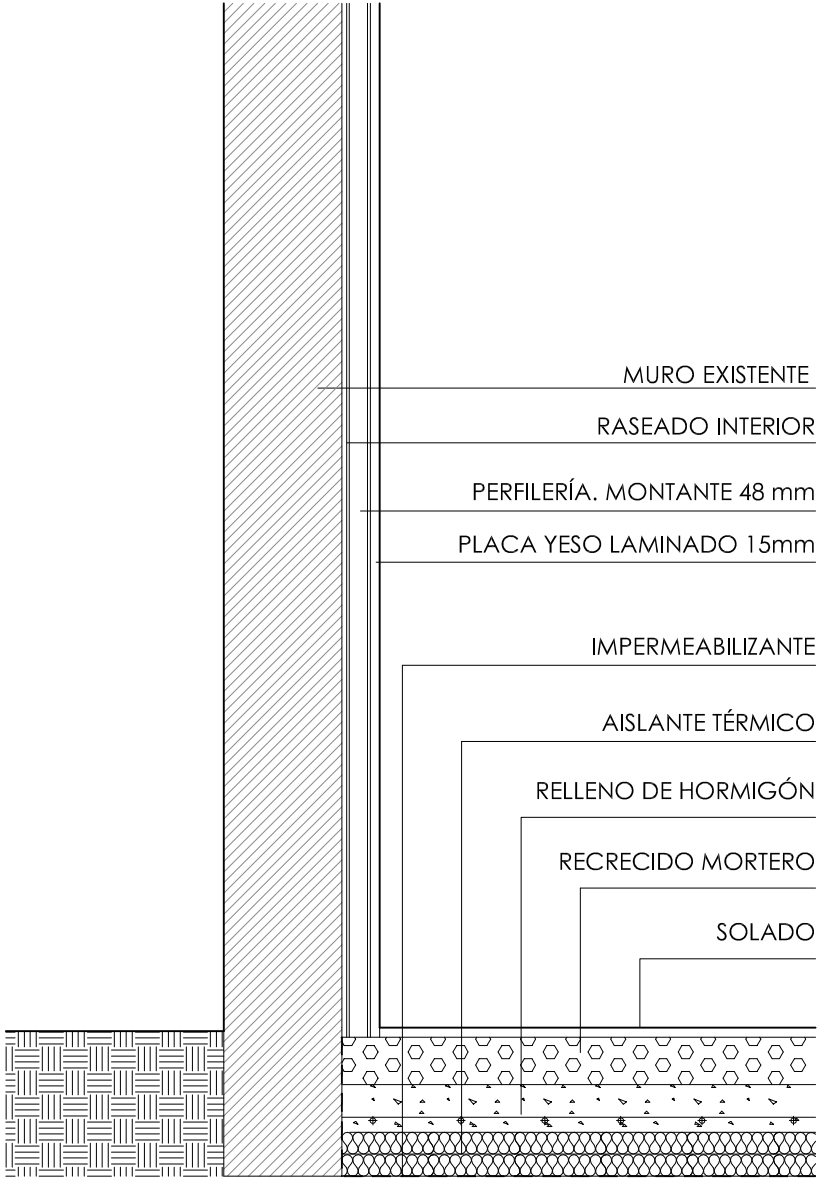 MURO EXISTENTE
RASEADO INTERIOR
PERFILERÍA. MONTANTE 48 mm
PLACA YESO LAMINADO 15mm
IMPERMEABILIZANTE
AISLANTE TÉRMICO
RELLENO DE HORMIGÓN
RECRECIDO MORTERO
SOLADO